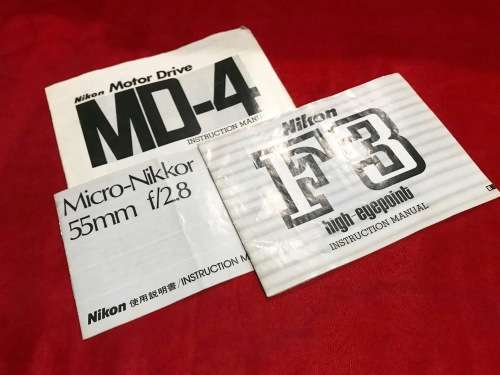 Nikon Motor Drive
MD-4
INSTRUCTION MANUAL
Nikon
F3
high-eyepoint
INSTRUCTION MANUAL
Micro-Nikkor
55mm f/2.8
Nikon 使用説明書/INSTRUCTION M